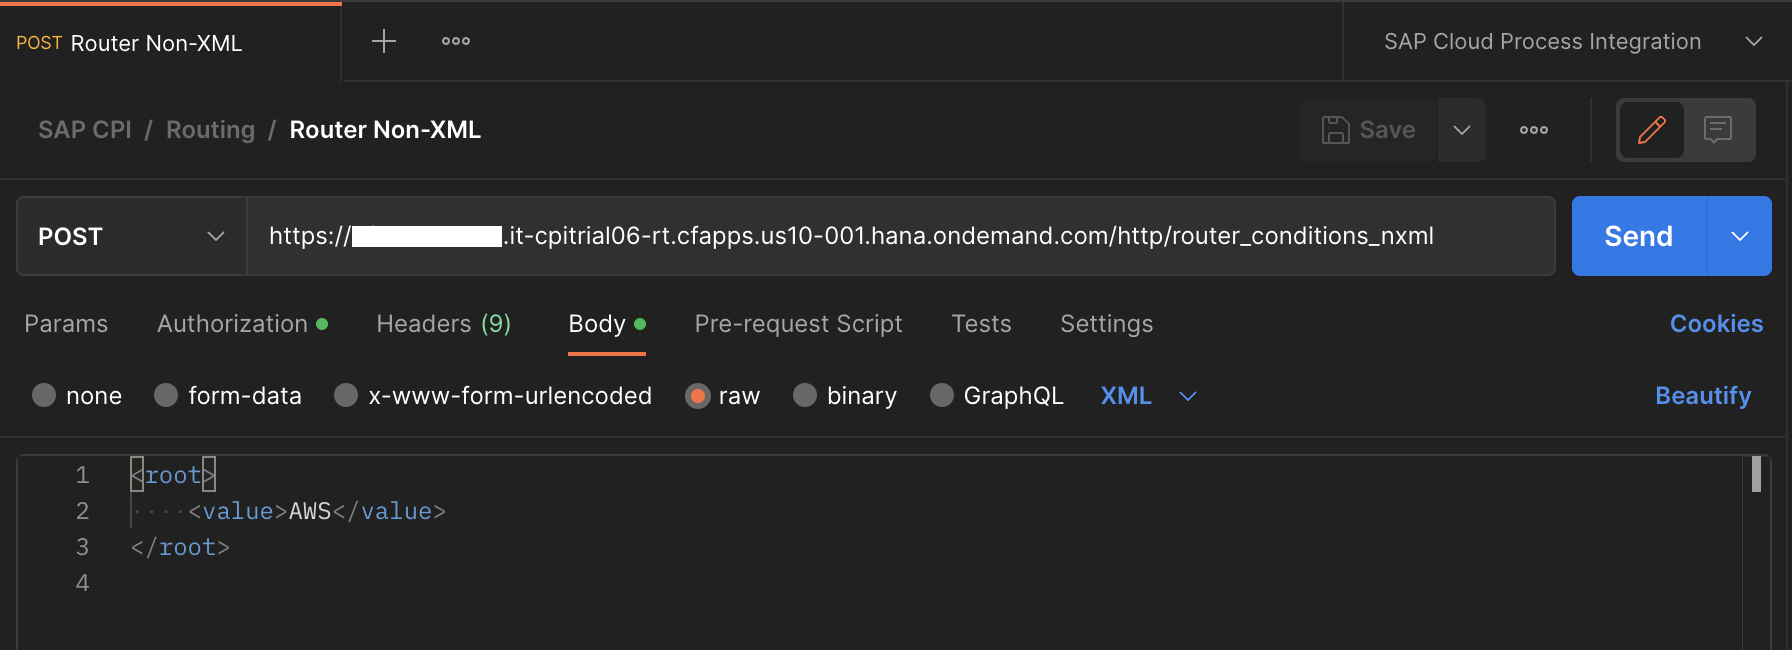 POST Router Non-XML
SAP Cloud Process Integration
SAP CPI / Routing / Router Non-XML
Save
POST
https://
.it-cpitrial06-rt.cfapps.us10-001.hana.ondemand.com/http/router_conditions_nxml
Send
Params Authorization Headers (9) Body Pre-request Script Tests Settings Cookies
none form-data x-www-form-urlencoded raw binary GraphQL XML Beautify
1 <root>
2 ····<value>AWS</value>
3 </root>
4